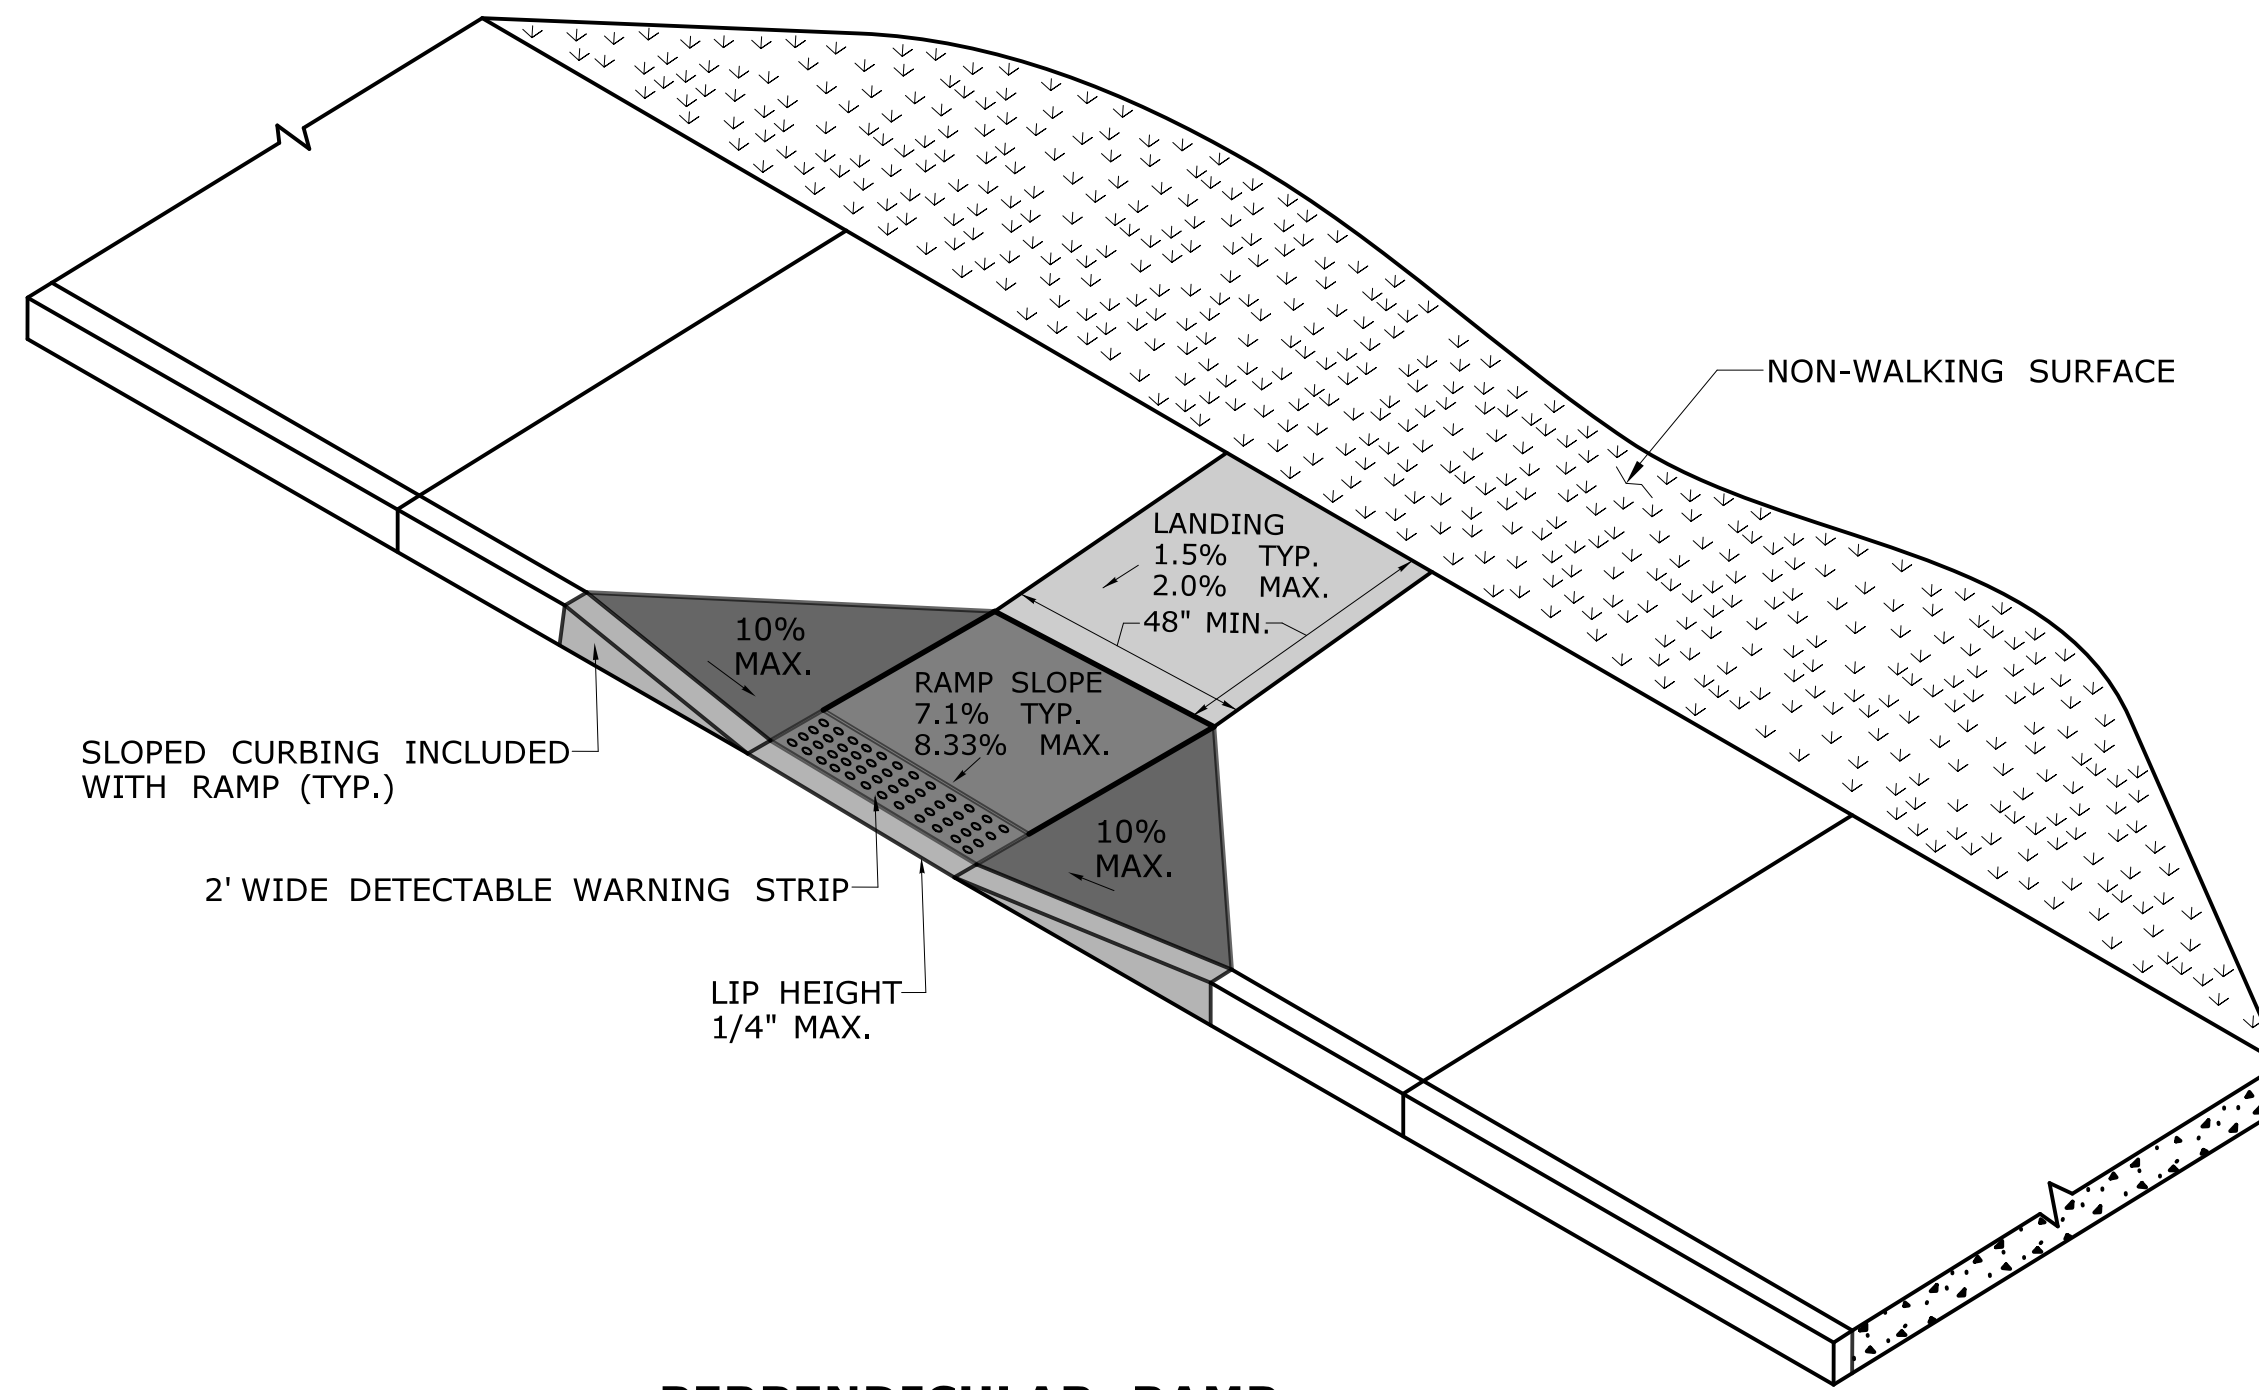 NON-WALKING SURFACE
LANDING
1.5% TYP.
2.0% MAX.
48" MIN.
10%
MAX.
RAMP SLOPE
7.1% TYP.
8.33% MAX.
SLOPED CURBING INCLUDED
WITH RAMP (TYP.)
10%
MAX.
2' WIDE DETECTABLE WARNING STRIP
LIP HEIGHT
1/4" MAX.
PERPENDICULAR RAMP